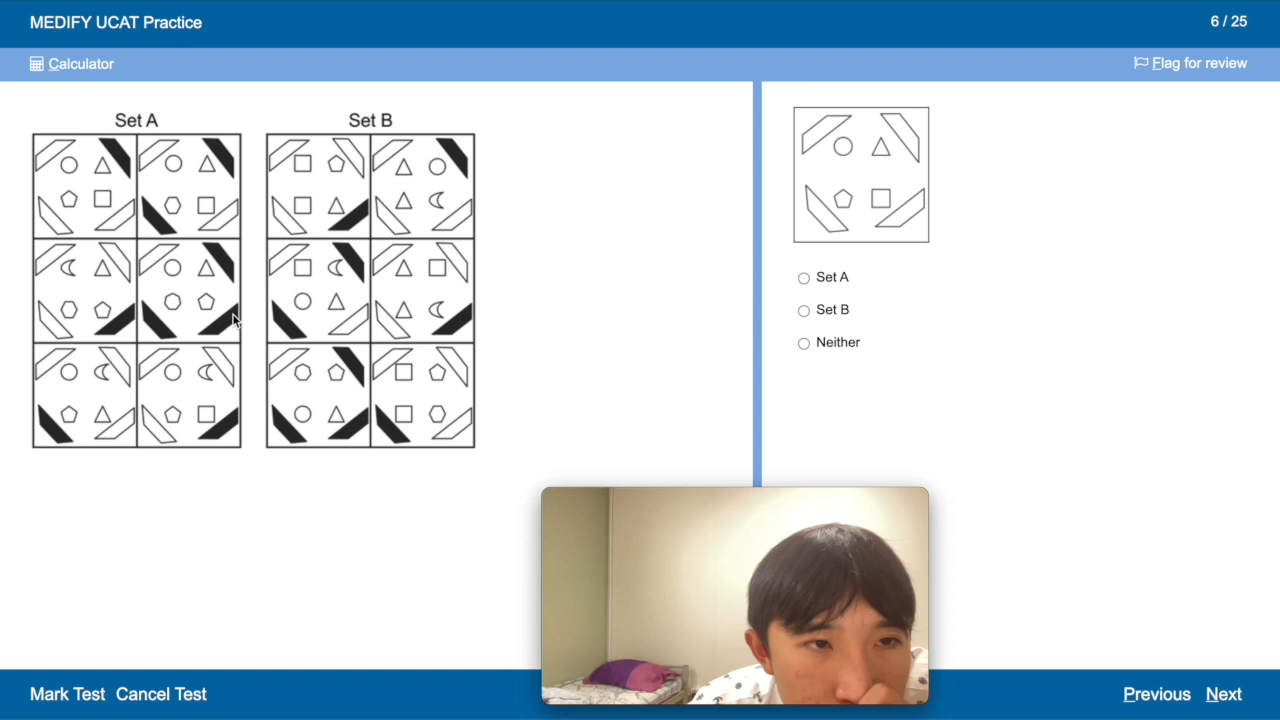 MEDIFY UCAT Practice
6 / 25
Calculator
Flag for review
Set A
Set B
Set A
Set B
Neither
Mark Test
Cancel Test
Previous
Next